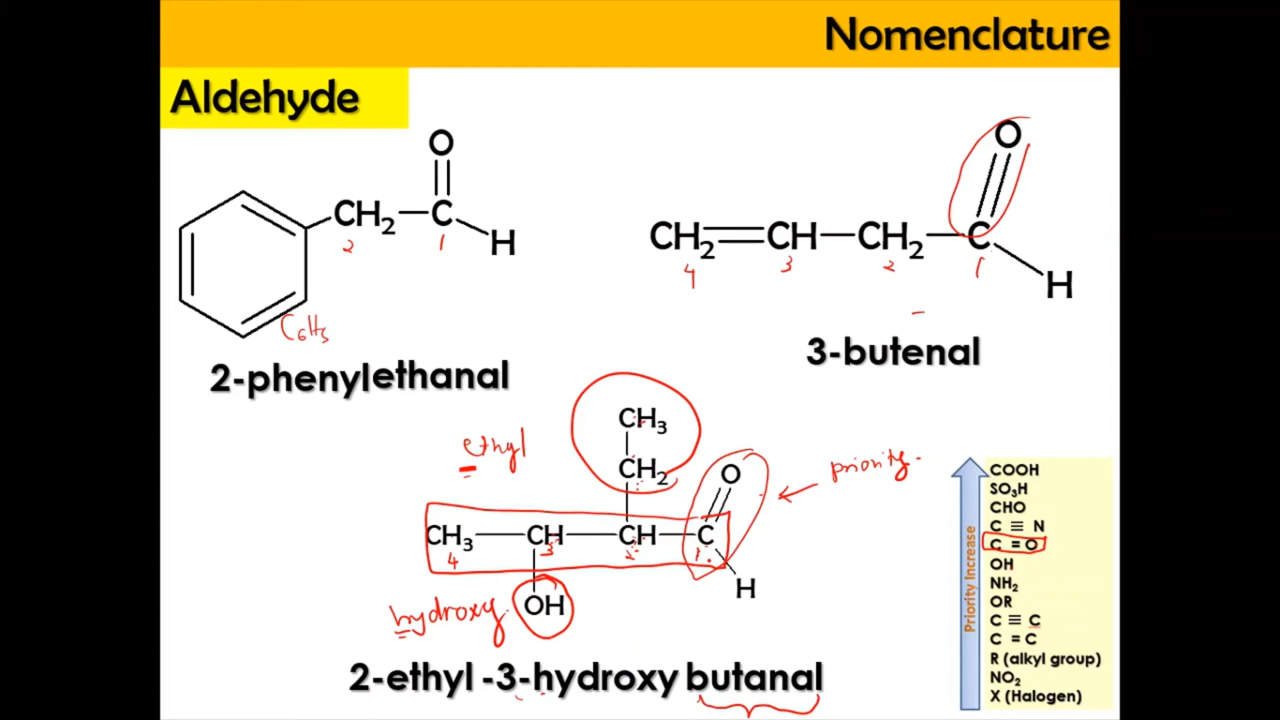 Nomenclature
Aldehyde
O
CH2—C
H
2
1
C6H5
2-phenylethanal
O
CH2=CH—CH2—C
H
4 3 2 1
3-butenal
CH3
CH2
O
ethyl
priority.
CH3—CH—CH—C
4 3 2 1
H
OH
hydroxy
2-ethyl -3-hydroxy butanal
Priority Increase
COOH
SO3H
CHO
C ≡ N
C = O
OH
NH2
OR
C ≡ C
C = C
R (alkyl group)
NO2
X (Halogen)